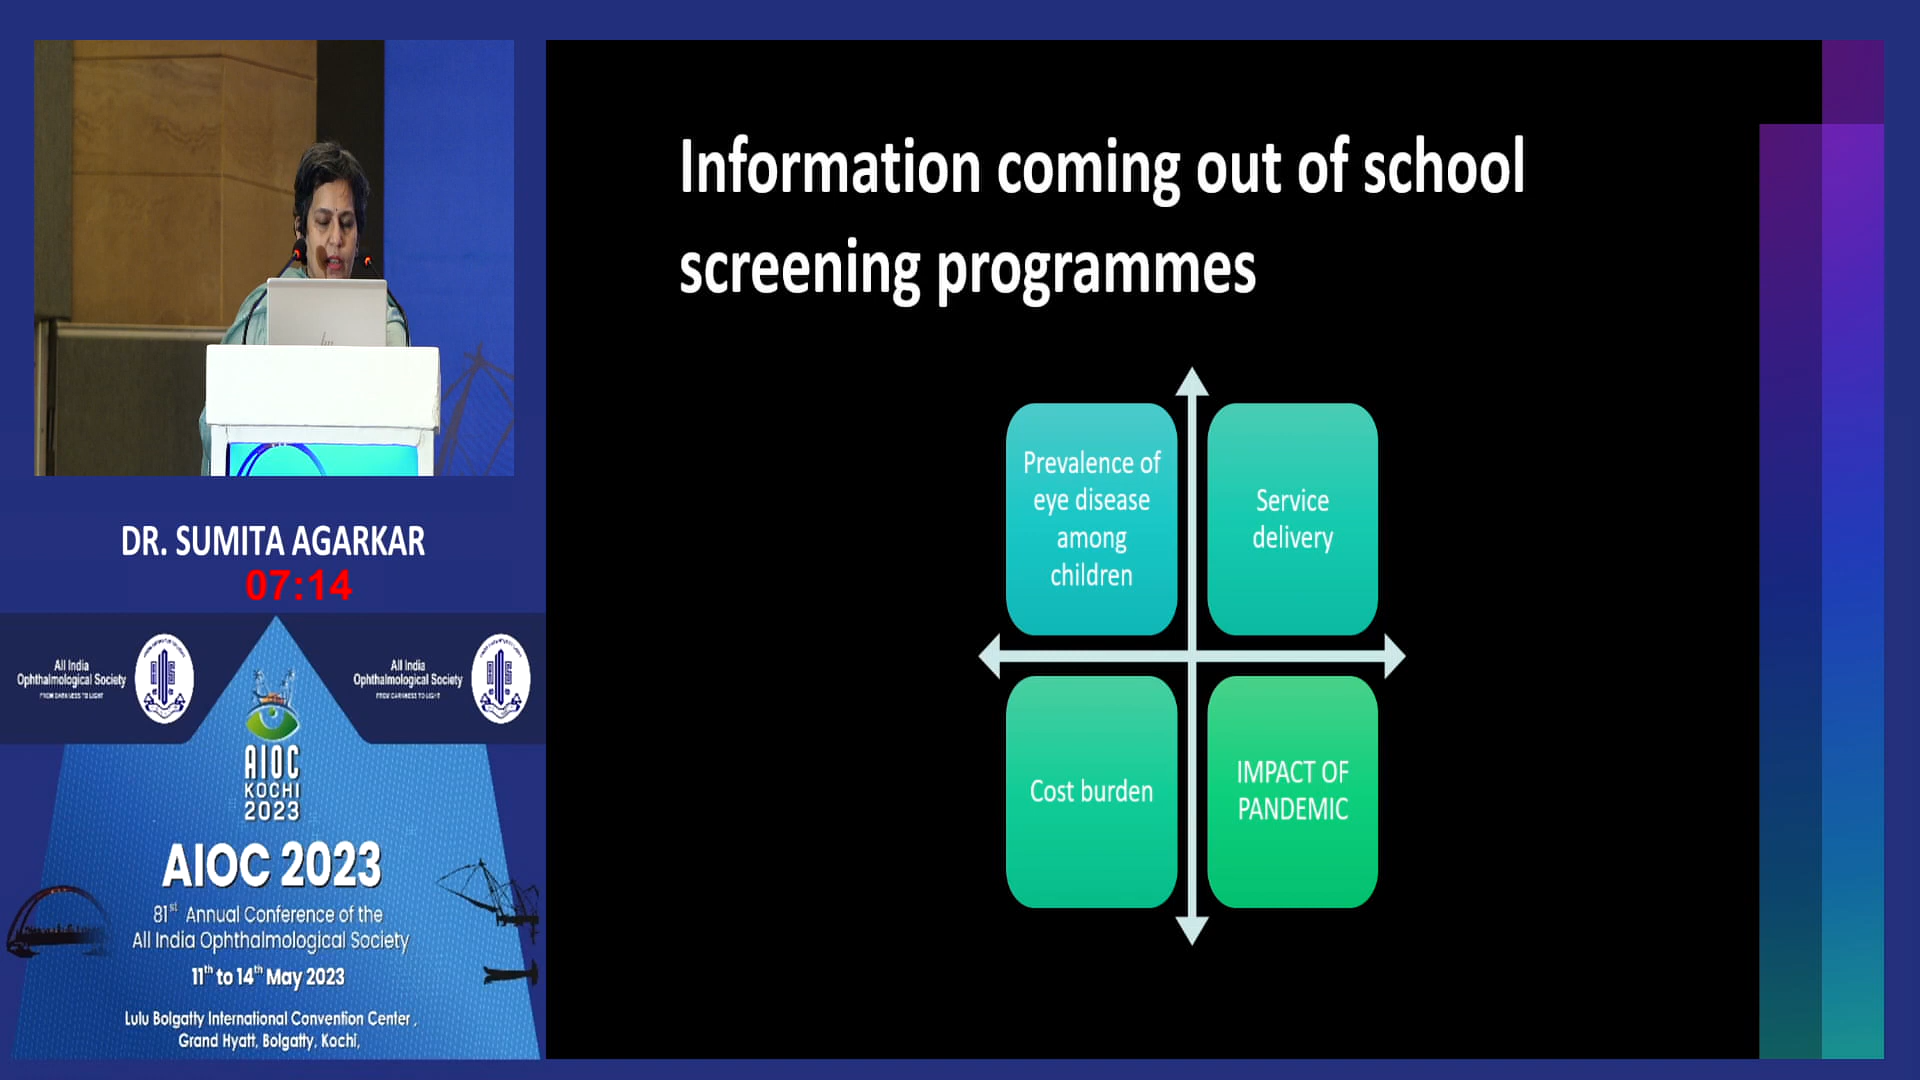 Information coming out of school
screening programmes
Prevalence of
eye disease
among
children
Service
delivery
Cost burden
IMPACT OF
PANDEMIC
DR. SUMITA AGARKAR
07:14
All India
Ophthalmological Society
FROM DARKNESS TO LIGHT
All India
Ophthalmological Society
FROM DARKNESS TO LIGHT
AIOC
KOCHI
2023
AIOC 2023
81st Annual Conference of the
All India Ophthalmological Society
11th to 14th May 2023
Lulu Bolgatty International Convention Center ,
Grand Hyatt, Bolgatty, Kochi,
hp